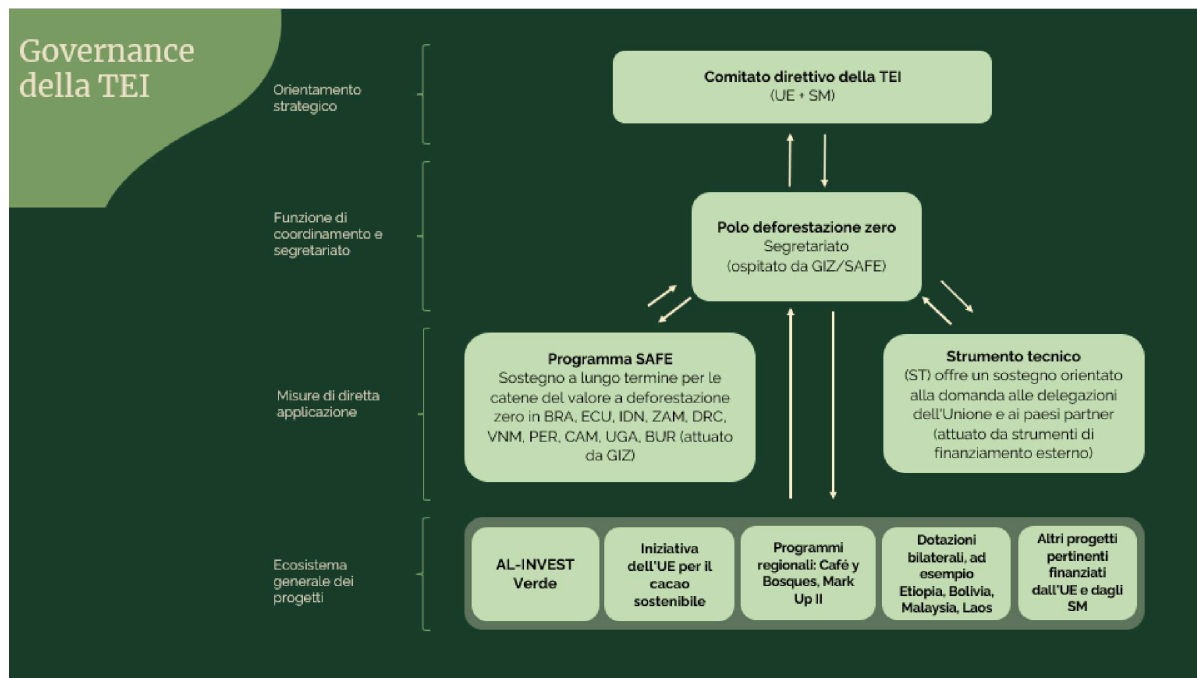 Governance
della TEI
Orientamento
strategico
Comitato direttivo della TEI
(UE + SM)
Funzione di
coordinamento e
segretariato
Polo deforestazione zero
Segretariato
(ospitato da GIZ/SAFE)
Misure di diretta
applicazione
Programma SAFE
Sostegno a lungo termine per le
catene del valore a deforestazione
zero in BRA, ECU, IDN, ZAM, DRC,
VNM, PER, CAM, UGA, BUR (attuato
da GIZ)
Strumento tecnico
(ST) offre un sostegno orientato
alla domanda alle delegazioni
dell'Unione e ai paesi partner
(attuato da strumenti di
finanziamento esterno)
Ecosistema
generale dei
progetti
AL-INVEST
Verde
Iniziativa
dell'UE per il
cacao
sostenibile
Programmi
regionali: Café y
Bosques, Mark
Up II
Dotazioni
bilaterali, ad
esempio
Etiopia, Bolivia,
Malaysia, Laos
Altri progetti
pertinenti
finanziati
dall'UE e dagli
SM